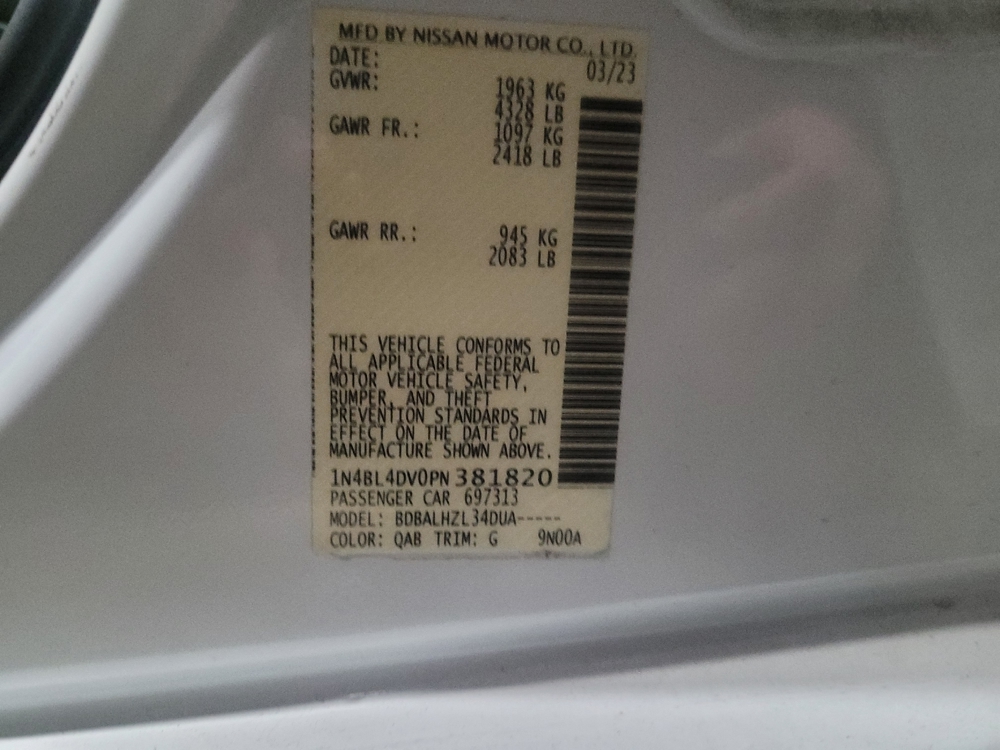 MFD BY NISSAN MOTOR CO., LTD.
DATE: 03/23
GVWR: 1963 KG
4328 LB
GAWR FR.: 1097 KG
2418 LB
GAWR RR.: 945 KG
2083 LB
THIS VEHICLE CONFORMS TO
ALL APPLICABLE FEDERAL
MOTOR VEHICLE SAFETY,
BUMPER, AND THEFT
PREVENTION STANDARDS IN
EFFECT ON THE DATE OF
MANUFACTURE SHOWN ABOVE.
1N4BL4DV0PN381820
PASSENGER CAR 697313
MODEL: BDBALHZL34DUA-----
COLOR: QAB TRIM: G 9N00A